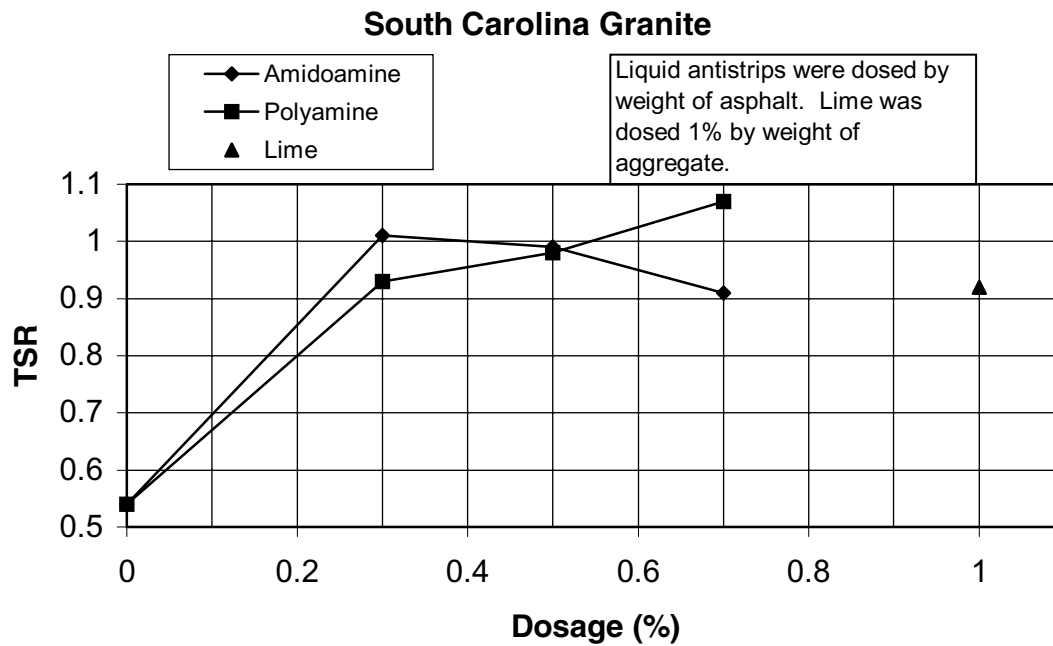 South Carolina Granite
Amidoamine
Polyamine
Lime
Liquid antistrips were dosed by
weight of asphalt. Lime was
dosed 1% by weight of
aggregate.
1.1
1
0.9
0.8
0.7
0.6
0.5
TSR
0 0.2 0.4 0.6 0.8 1
Dosage (%)